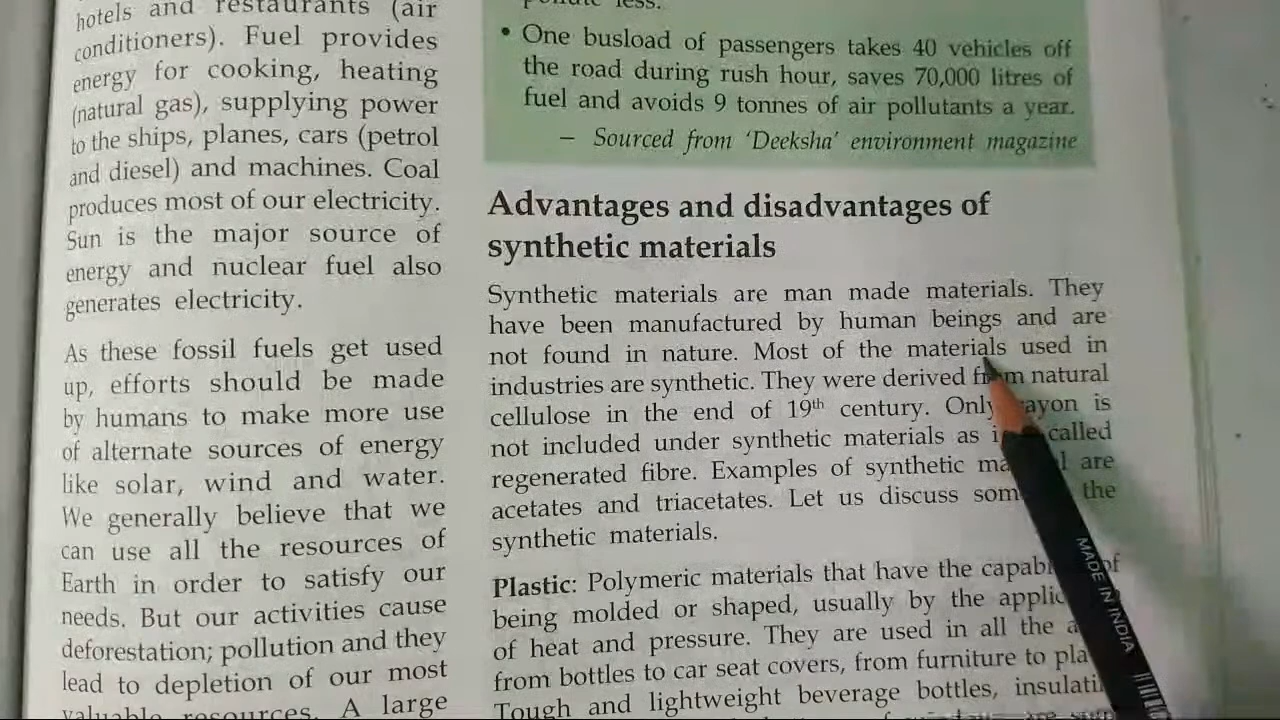 hotels and restaurants (air
conditioners). Fuel provides
energy for cooking, heating
(natural gas), supplying power
to the ships, planes, cars (petrol
and diesel) and machines. Coal
produces most of our electricity.
Sun is the major source of
energy and nuclear fuel also
generates electricity.
As these fossil fuels get used
up, efforts should be made
by humans to make more use
of alternate sources of energy
like solar, wind and water.
We generally believe that we
can use all the resources of
Earth in order to satisfy our
needs. But our activities cause
deforestation; pollution and they
lead to depletion of our most
valuable resources. A large
pollute less.
• One busload of passengers takes 40 vehicles off
the road during rush hour, saves 70,000 litres of
fuel and avoids 9 tonnes of air pollutants a year.
– Sourced from 'Deeksha' environment magazine
Advantages and disadvantages of
synthetic materials
Synthetic materials are man made materials. They
have been manufactured by human beings and are
not found in nature. Most of the materials used in
industries are synthetic. They were derived from natural
cellulose in the end of 19th century. Only rayon is
not included under synthetic materials as called
regenerated fibre. Examples of synthetic are
acetates and triacetates. Let us discuss the
synthetic materials.
Plastic: Polymeric materials that have the of
being molded or shaped, usually by the
of heat and pressure. They are used in all the
from bottles to car seat covers, from furniture to
Tough and lightweight beverage bottles,
MADE IN INDIA